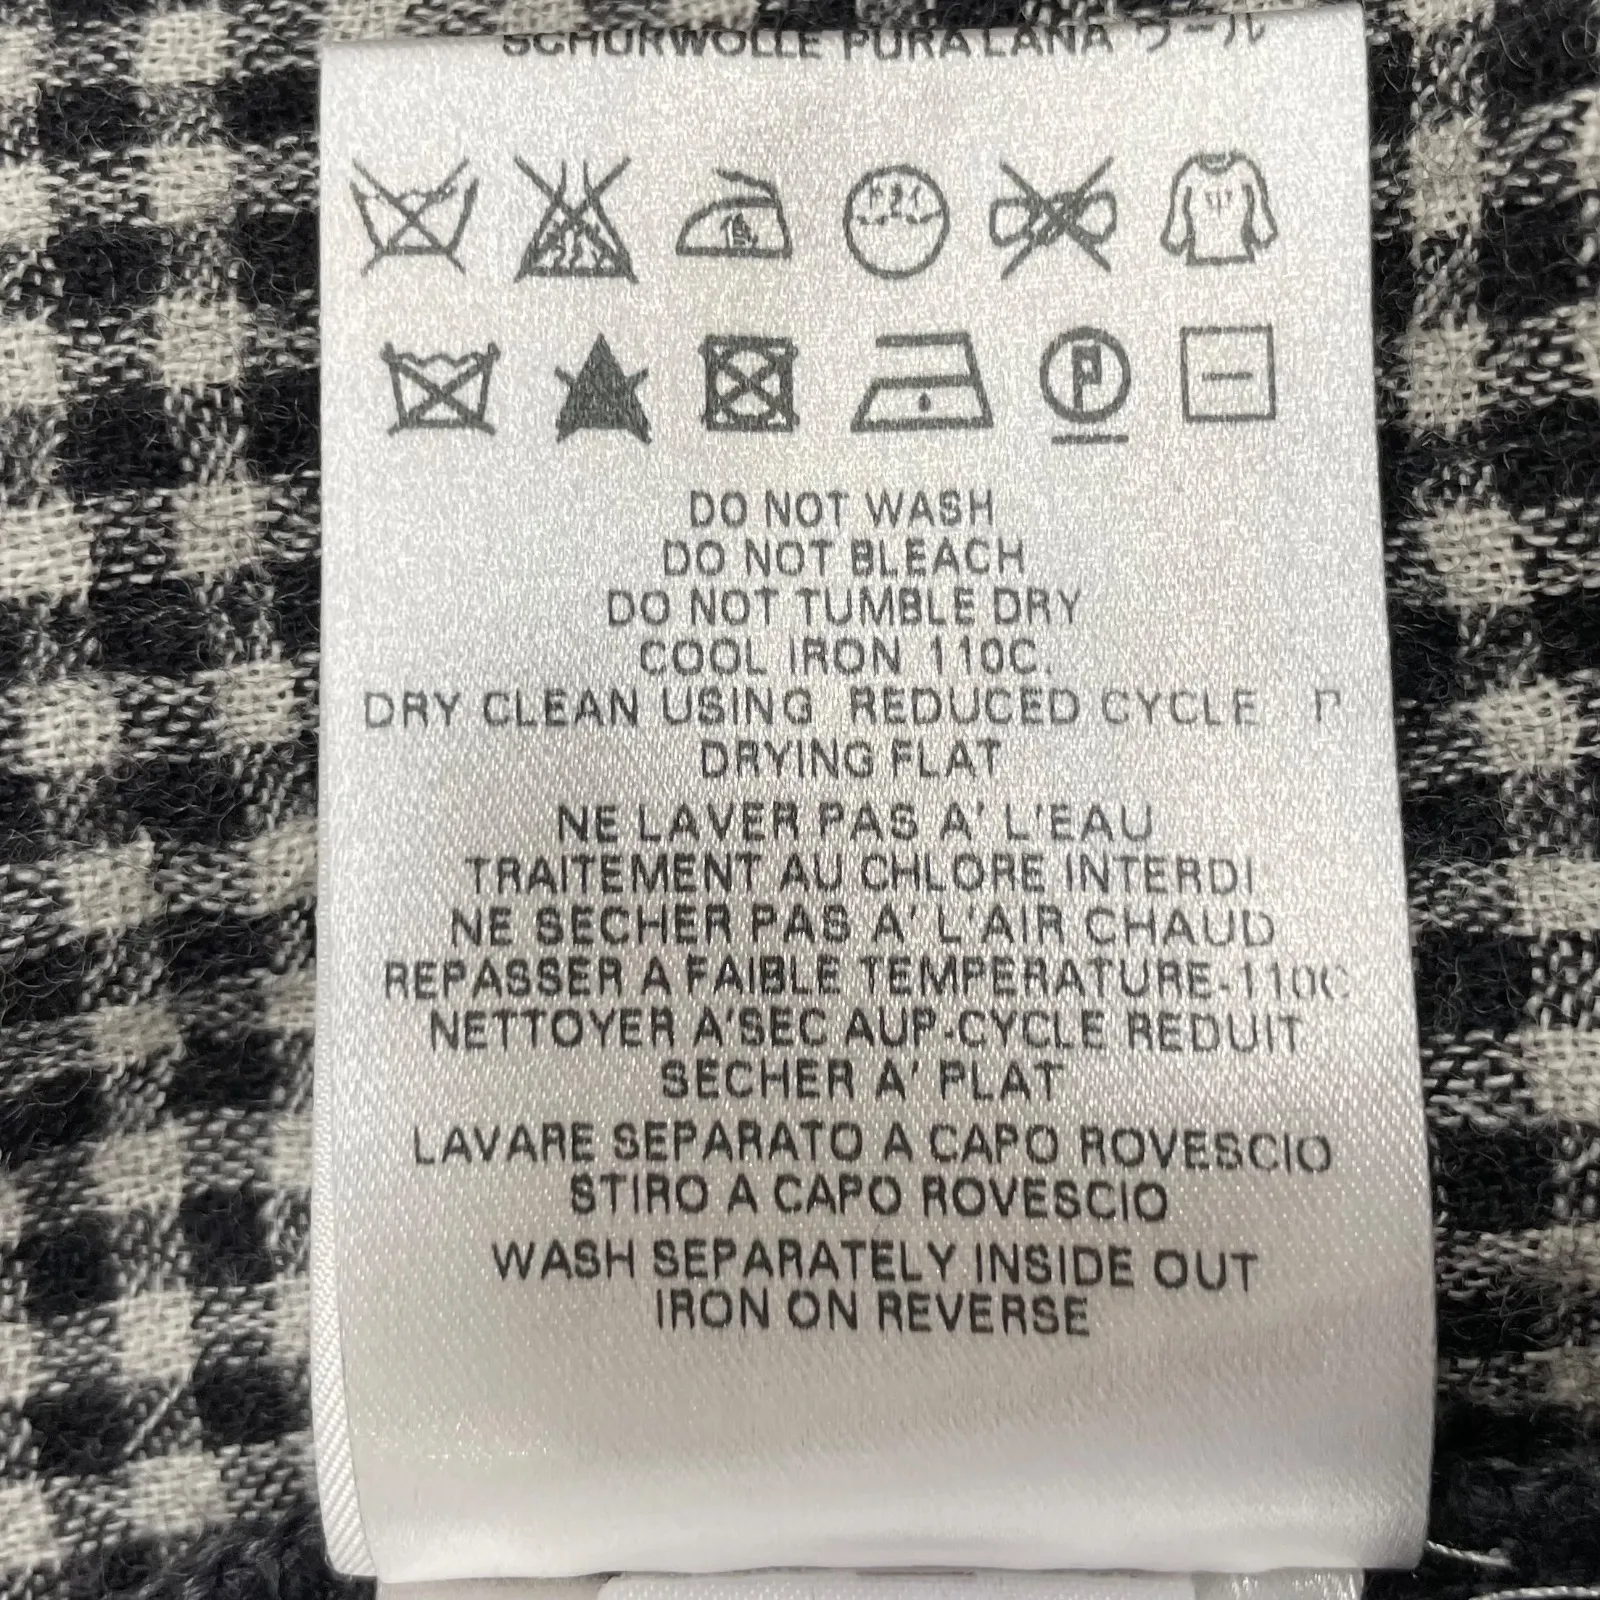 SCHURWOLLE PURA LANA ウール
DO NOT WASH
DO NOT BLEACH
DO NOT TUMBLE DRY
COOL IRON 110C.
DRY CLEAN USING REDUCED CYCLE P
DRYING FLAT
NE LAVER PAS A' L'EAU
TRAITEMENT AU CHLORE INTERDI
NE SECHER PAS A' L'AIR CHAUD
REPASSER A FAIBLE TEMPERATURE-110C
NETTOYER A'SEC AUP-CYCLE REDUIT
SECHER A' PLAT
LAVARE SEPARATO A CAPO ROVESCIO
STIRO A CAPO ROVESCIO
WASH SEPARATELY INSIDE OUT
IRON ON REVERSE